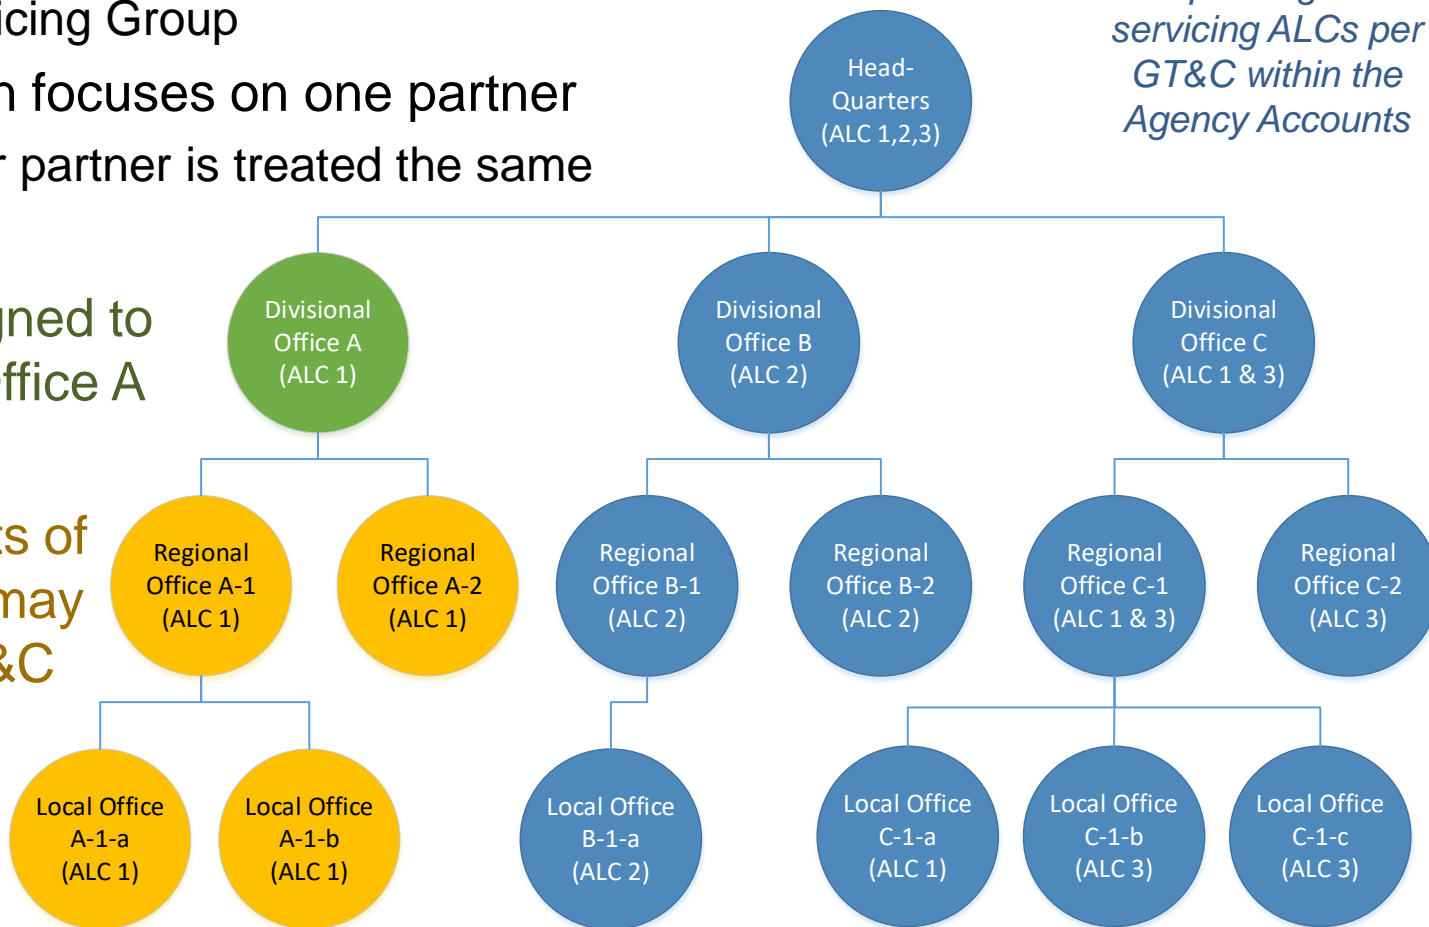 icing Group
focuses on one partner
partner is treated the same
servicing ALCs per
GT&C within the
Agency Accounts
Head-
Quarters
(ALC 1,2,3)
gned to
ffice A
Divisional
Office A
(ALC 1)
Divisional
Office B
(ALC 2)
Divisional
Office C
(ALC 1 & 3)
ts of
may
&C
Regional
Office A-1
(ALC 1)
Regional
Office A-2
(ALC 1)
Regional
Office B-1
(ALC 2)
Regional
Office B-2
(ALC 2)
Regional
Office C-1
(ALC 1 & 3)
Regional
Office C-2
(ALC 3)
Local Office
A-1-a
(ALC 1)
Local Office
A-1-b
(ALC 1)
Local Office
B-1-a
(ALC 2)
Local Office
C-1-a
(ALC 1)
Local Office
C-1-b
(ALC 3)
Local Office
C-1-c
(ALC 3)